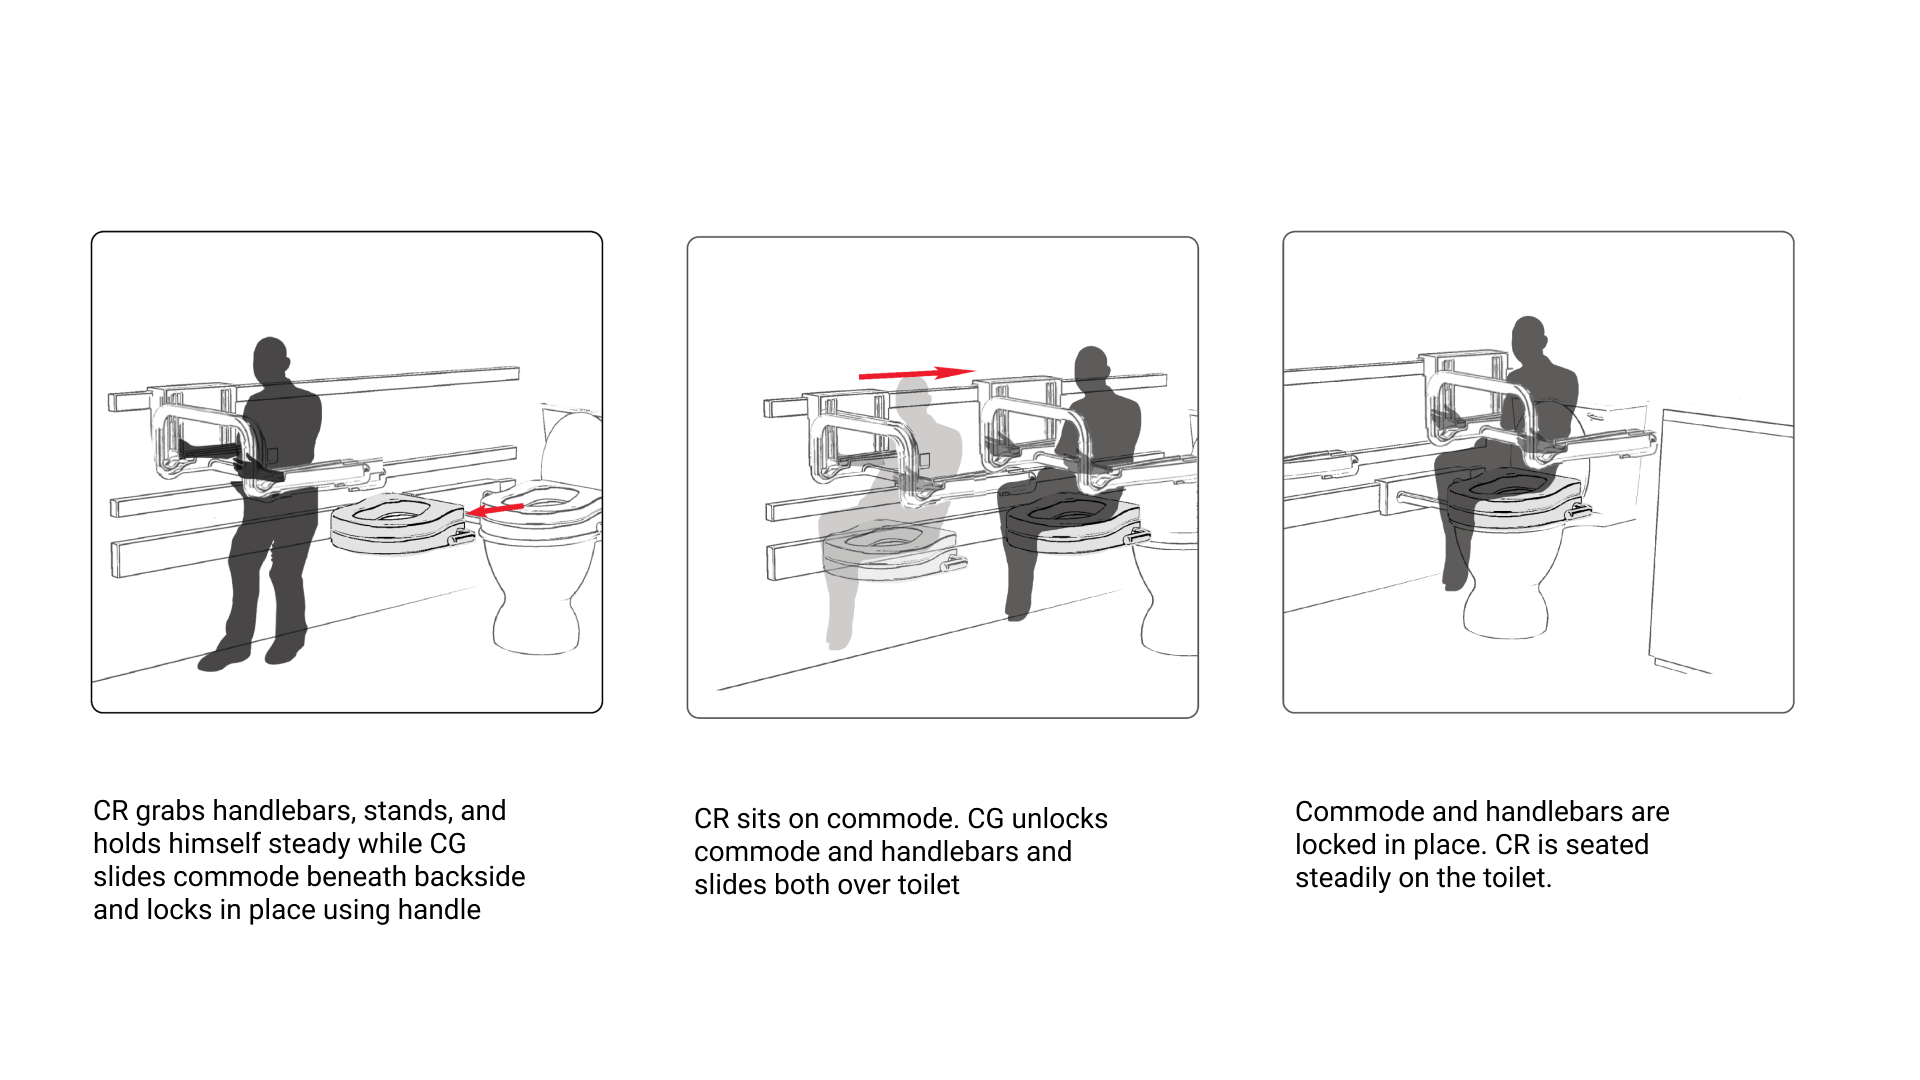 CR grabs handlebars, stands, and
holds himself steady while CG
slides commode beneath backside
and locks in place using handle
CR sits on commode. CG unlocks
commode and handlebars and
slides both over toilet
Commode and handlebars are
locked in place. CR is seated
steadily on the toilet.